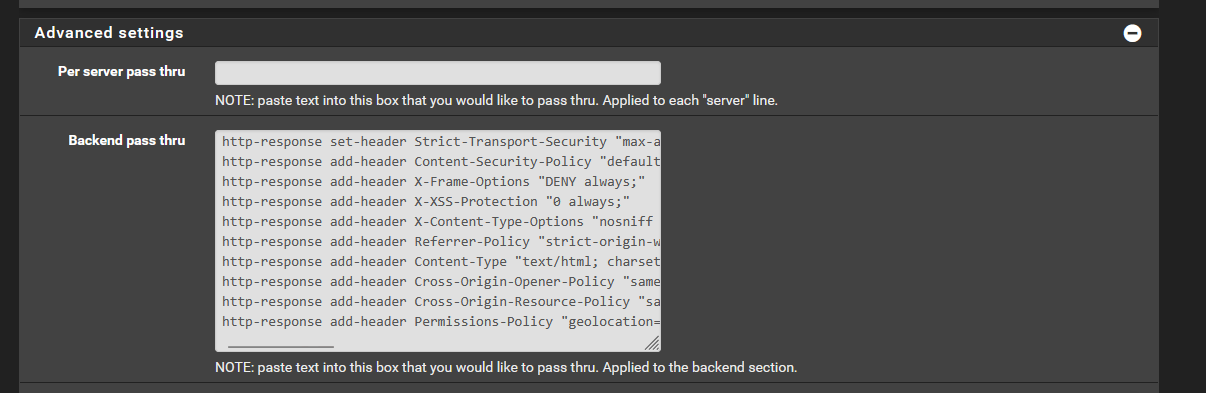 Advanced settings
Per server pass thru
NOTE: paste text into this box that you would like to pass thru. Applied to each "server" line.
Backend pass thru
http-response set-header Strict-Transport-Security "max-a
http-response add-header Content-Security-Policy "default
http-response add-header X-Frame-Options "DENY always;"
http-response add-header X-XSS-Protection "0 always;"
http-response add-header X-Content-Type-Options "nosniff
http-response add-header Referrer-Policy "strict-origin-w
http-response add-header Content-Type "text/html; charset
http-response add-header Cross-Origin-Opener-Policy "same
http-response add-header Cross-Origin-Resource-Policy "sa
http-response add-header Permissions-Policy "geolocation=
NOTE: paste text into this box that you would like to pass thru. Applied to the backend section.